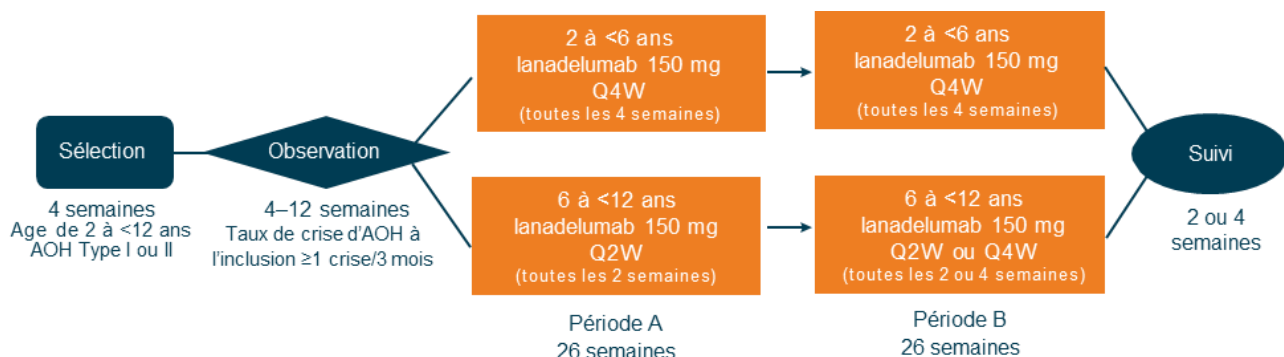 Sélection
4 semaines
Age de 2 à <12 ans
AOH Type I ou II
Observation
4–12 semaines
Taux de crise d’AOH à
l’inclusion ≥1 crise/3 mois
2 à <6 ans
lanadelumab 150 mg
Q4W
(toutes les 4 semaines)
6 à <12 ans
lanadelumab 150 mg
Q2W
(toutes les 2 semaines)
Période A
26 semaines
2 à <6 ans
lanadelumab 150 mg
Q4W
(toutes les 4 semaines)
6 à <12 ans
lanadelumab 150 mg
Q2W ou Q4W
(toutes les 2 ou 4 semaines)
Période B
26 semaines
Suivi
2 ou 4
semaines